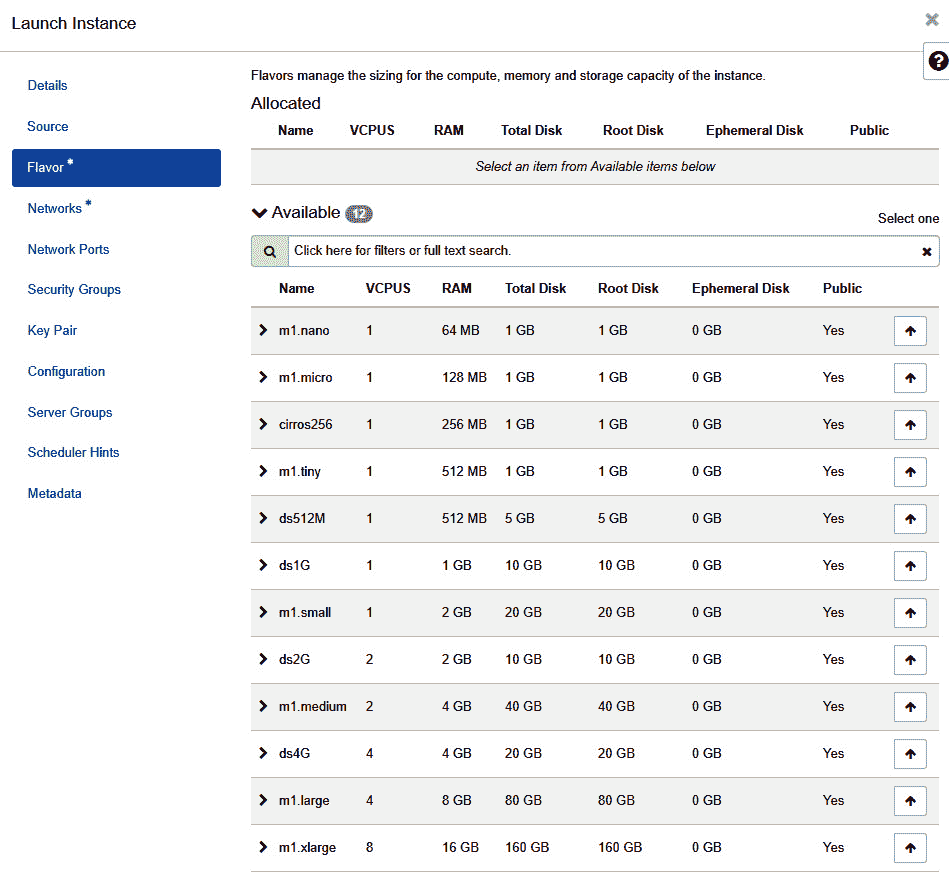 Launch Instance
Details
Source
Flavor *
Networks *
Network Ports
Security Groups
Key Pair
Configuration
Server Groups
Scheduler Hints
Metadata
Flavors manage the sizing for the compute, memory and storage capacity of the instance.
Allocated
Name VCPUS RAM Total Disk Root Disk Ephemeral Disk Public
Select an item from Available items below
Available 12
Select one
Click here for filters or full text search.
Name VCPUS RAM Total Disk Root Disk Ephemeral Disk Public
m1.nano 1 64 MB 1 GB 1 GB 0 GB Yes
m1.micro 1 128 MB 1 GB 1 GB 0 GB Yes
cirros256 1 256 MB 1 GB 1 GB 0 GB Yes
m1.tiny 1 512 MB 1 GB 1 GB 0 GB Yes
ds512M 1 512 MB 5 GB 5 GB 0 GB Yes
ds1G 1 1 GB 10 GB 10 GB 0 GB Yes
m1.small 1 2 GB 20 GB 20 GB 0 GB Yes
ds2G 2 2 GB 10 GB 10 GB 0 GB Yes
m1.medium 2 4 GB 40 GB 40 GB 0 GB Yes
ds4G 4 4 GB 20 GB 20 GB 0 GB Yes
m1.large 4 8 GB 80 GB 80 GB 0 GB Yes
m1.xlarge 8 16 GB 160 GB 160 GB 0 GB Yes